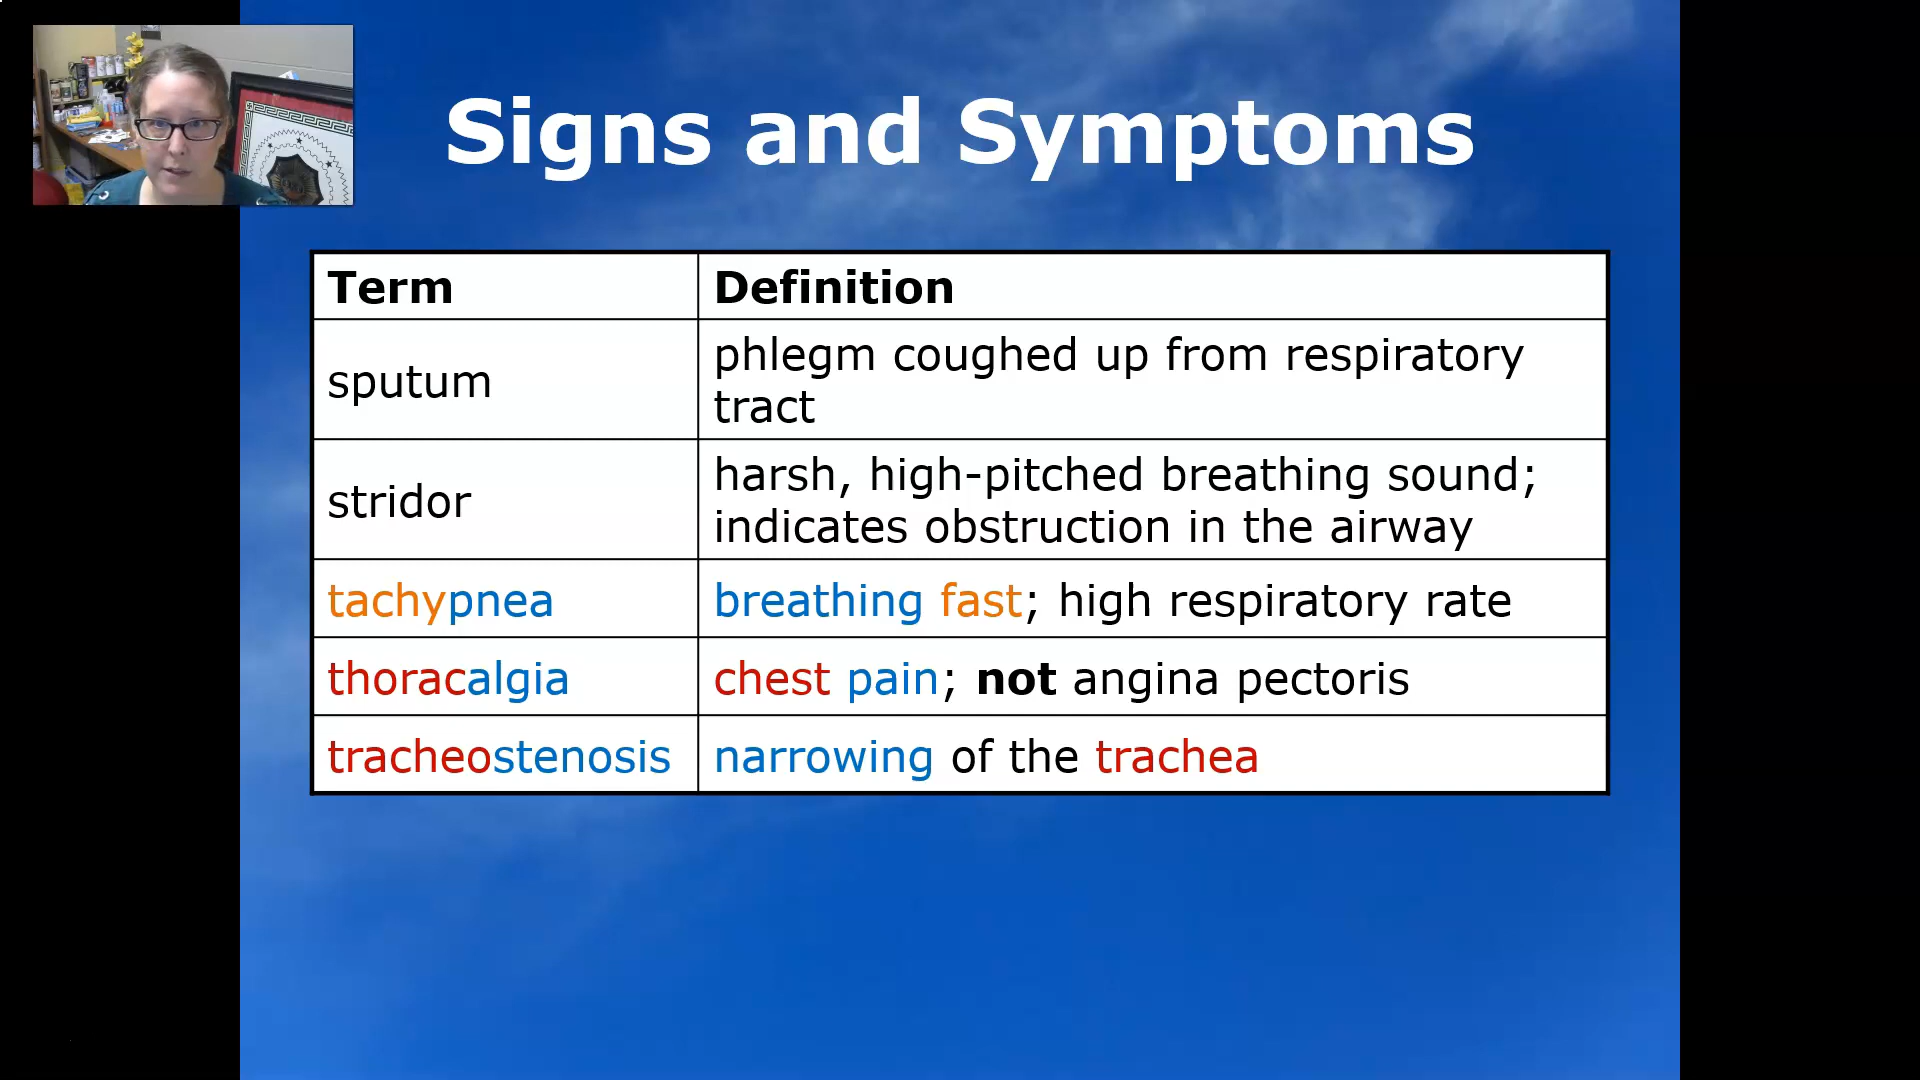 Signs and Symptoms
Term
Definition
sputum
phlegm coughed up from respiratory
tract
stridor
harsh, high-pitched breathing sound;
indicates obstruction in the airway
tachypnea
breathing fast; high respiratory rate
thoracalgia
chest pain; not angina pectoris
tracheostenosis
narrowing of the trachea